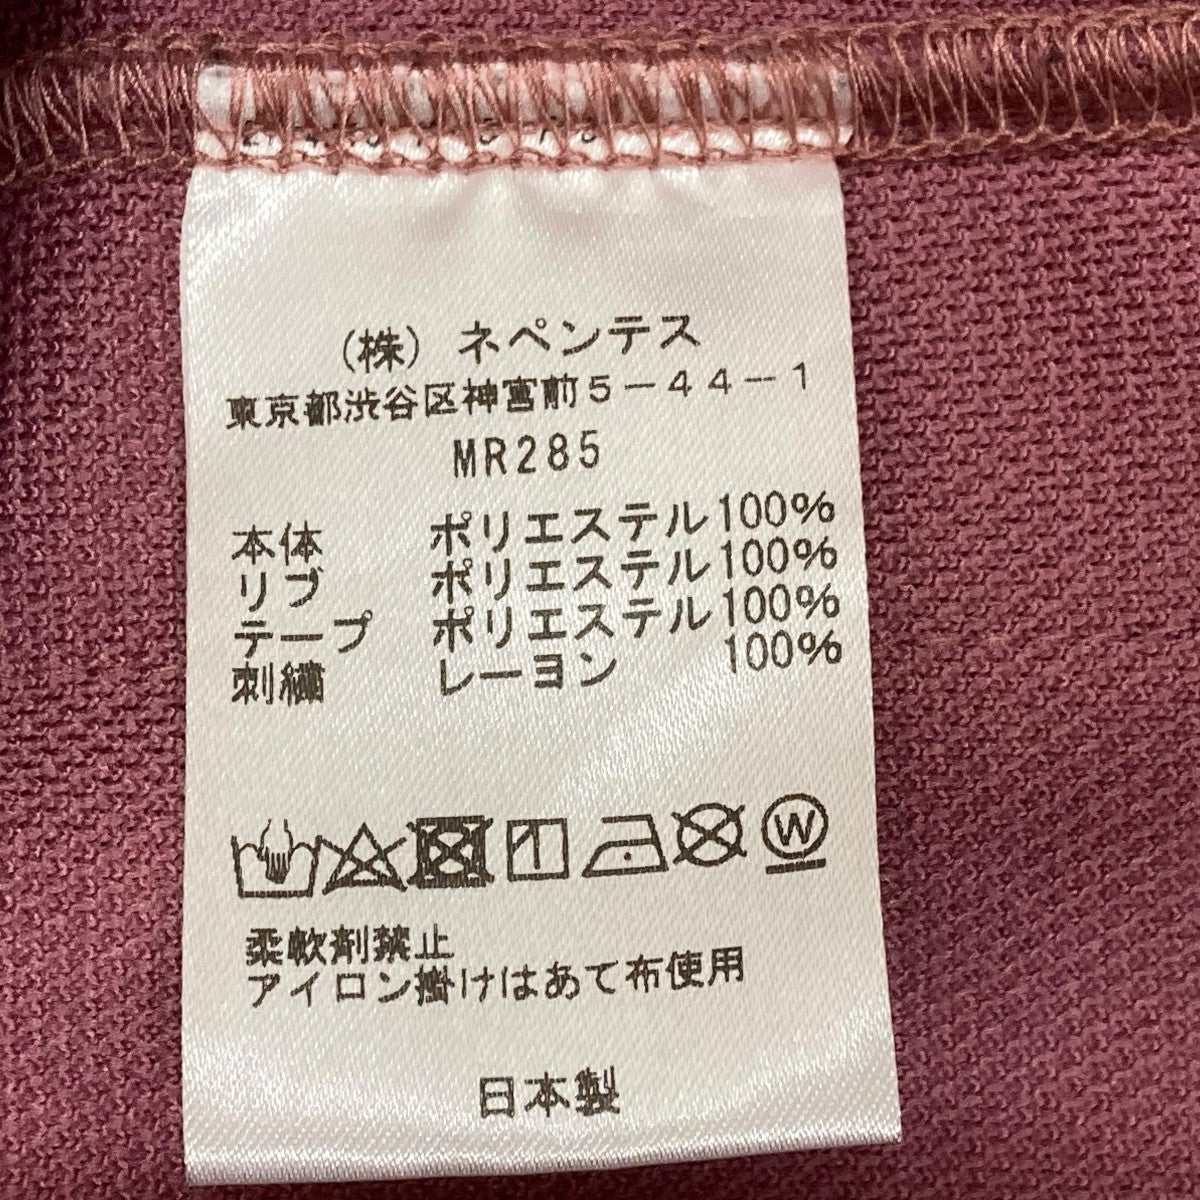 (株) ネペンテス
東京都渋谷区神宮前5-44-1
MR285
本体 ポリエステル100%
リブ ポリエステル100%
テープ ポリエステル100%
刺繍 レーヨン 100%
W
柔軟剤禁止
アイロン掛けはあて布使用
日本製